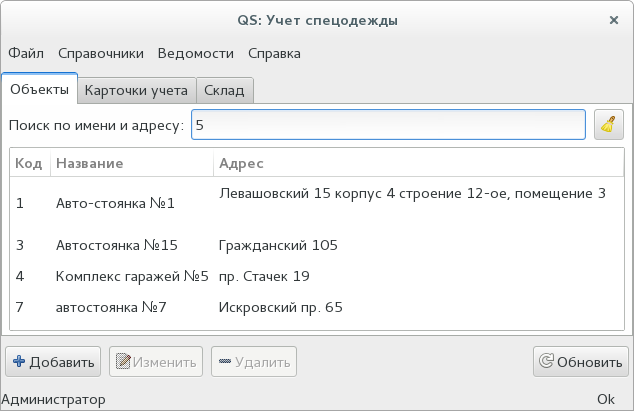 QS: Учет спецодежды
Файл Справочники Ведомости Справка
Объекты Карточки учета Склад
Поиск по имени и адресу: 5
Код Название Адрес
1 Авто-стоянка №1 Левашовский 15 корпус 4 строение 12-ое, помещение 3
3 Автостоянка №15 Гражданский 105
4 Комплекс гаражей №5 пр. Стачек 19
7 автостоянка №7 Искровский пр. 65
Добавить Изменить Удалить Обновить
Администратор Ok